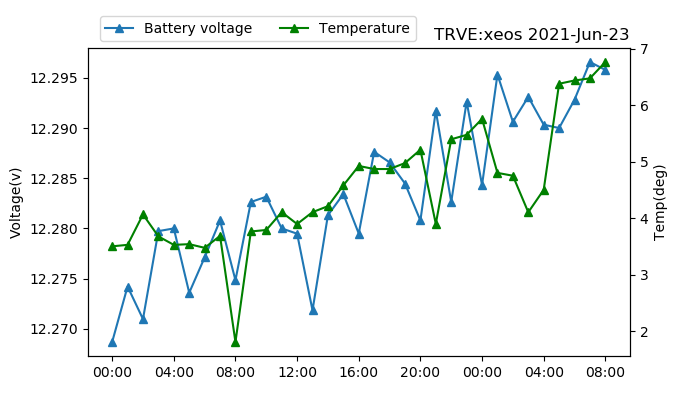 Battery voltage Temperature
TRVE:xeos 2021-Jun-23
Voltage(v)
12.295
12.290
12.285
12.280
12.275
12.270
7
6
5
4
3
2
Temp(deg)
00:00 04:00 08:00 12:00 16:00 20:00 00:00 04:00 08:00